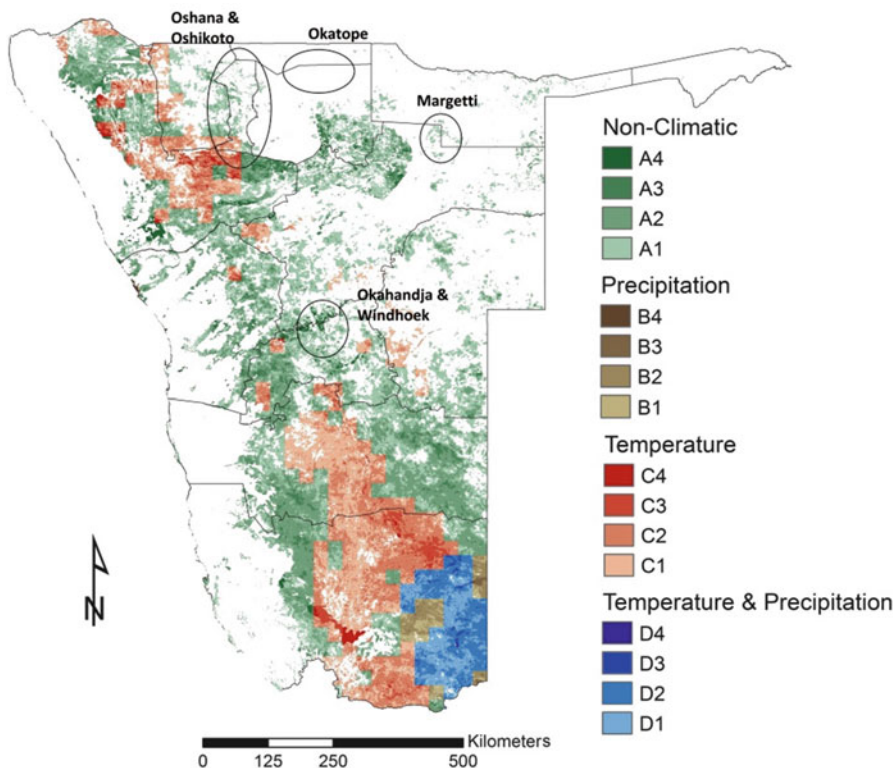 Oshana &
Oshikoto
Okatope
Margetti
Okahandja &
Windhoek
Non-Climatic
A4
A3
A2
A1
Precipitation
B4
B3
B2
B1
Temperature
C4
C3
C2
C1
Temperature & Precipitation
D4
D3
D2
D1
N
Kilometers
0 125 250 500